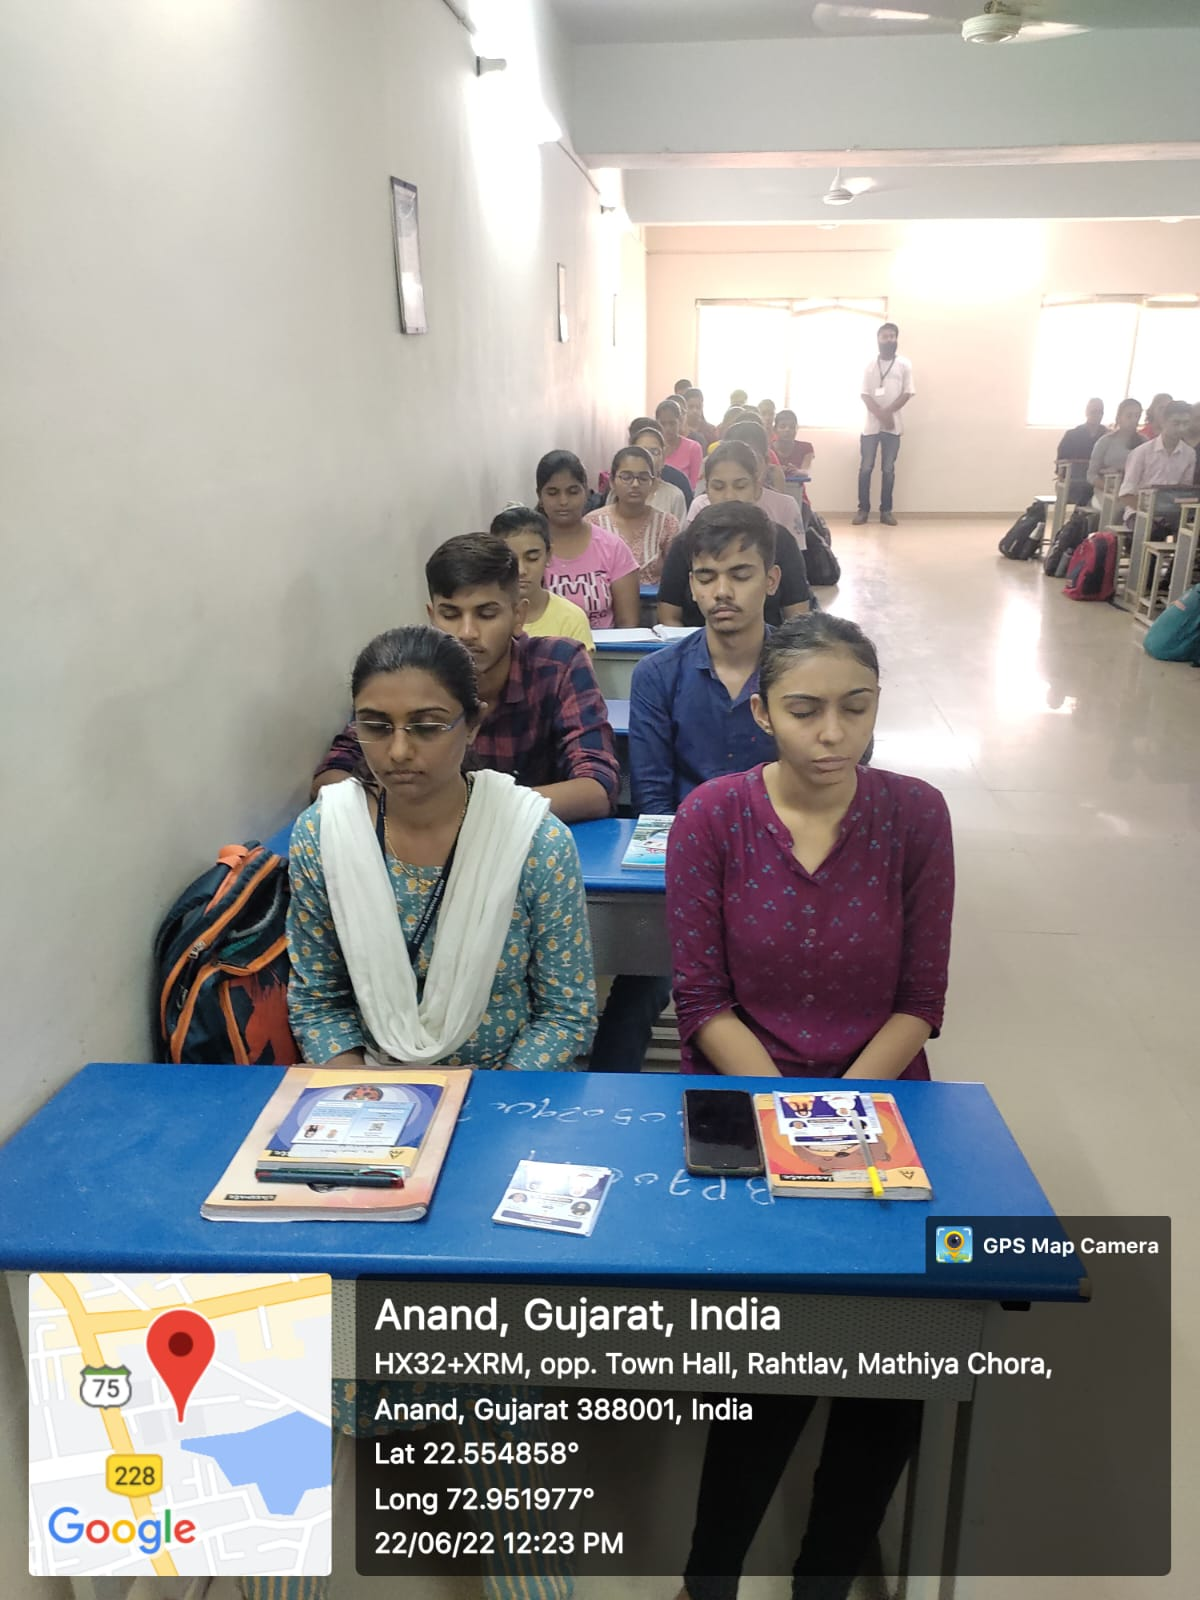 GPS Map Camera
75
228
Google
Anand, Gujarat, India
HX32+XRM, opp. Town Hall, Rahtlav, Mathiya Chora,
Anand, Gujarat 388001, India
Lat 22.554858°
Long 72.951977°
22/06/22 12:23 PM